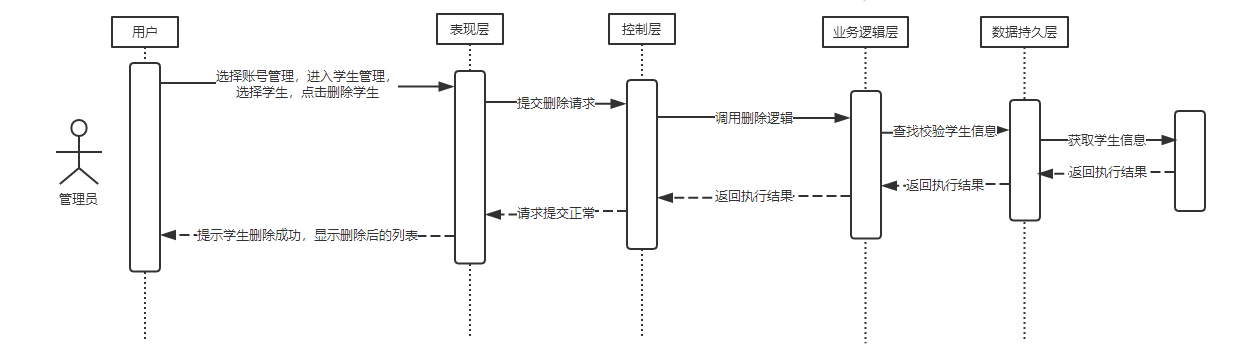 用户
表现层
控制层
业务逻辑层
数据持久层
选择账号管理，进入学生管理，
选择学生，点击删除学生
提交删除请求
调用删除逻辑
查找校验学生信息
获取学生信息
返回执行结果
返回执行结果
返回执行结果
请求提交正常
提示学生删除成功，显示删除后的列表
管理员